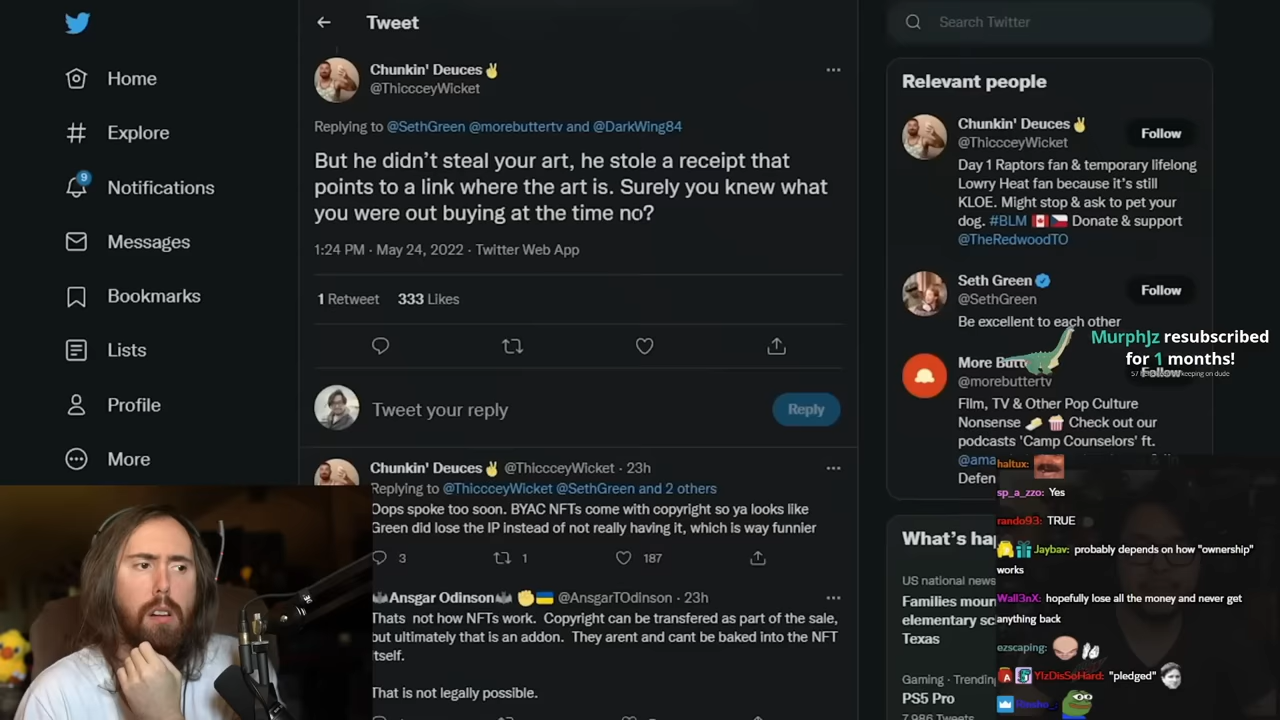 Home
Explore
9
Notifications
Messages
Bookmarks
Lists
Profile
More
Tweet
Chunkin' Deuces✌
@ThiccceyWicket
Replying to @SethGreen @morebuttertv and @DarkWing84
But he didn't steal your art, he stole a receipt that
points to a link where the art is. Surely you knew what
you were out buying at the time no?
1:24 PM · May 24, 2022 · Twitter Web App
1 Retweet 333 Likes
Tweet your reply
Reply
Chunkin' Deuces✌ @ThiccceyWicket · 23h
Replying to @ThiccceyWicket @SethGreen and 2 others
Oops spoke too soon. BYAC NFTs come with copyright so ya looks like
Green did lose the IP instead of not really having it, which is way funnier
3 1 187
Ansgar Odinson @AnsgarTOdinson · 23h
Thats not how NFTs work. Copyright can be transfered as part of the sale,
but ultimately that is an addon. They arent and cant be baked into the NFT
itself.
That is not legally possible.
Search Twitter
Relevant people
Chunkin' Deuces✌
@ThiccceyWicket
Follow
Day 1 Raptors fan & temporary lifelong
Lowry Heat fan because it's still
KLOE. Might stop & ask to pet your
dog. #BLM 🇨🇦🇨🇿 Donate & support
@TheRedwoodTO
Seth Green
@SethGreen
Follow
Be excellent to each other
MurphJz resubscribed
for 1 months!
More Butt
@morebuttertv
Follow
Film, TV & Other Pop Culture
Nonsense 🧈 🍿 Check out our
podcasts 'Camp Counselors' ft.
@ama
Defen
What's ha
US national news
Families mour
elementary sc
Texas
Gaming · Trendin
PS5 Pro
7,986 Tweets
haltux:
sp_a_zzo: Yes
rando93: TRUE
Jaybav: probably depends on how "ownership"
works
Wall3nX: hopefully lose all the money and never get
anything back
ezscaping:
YIzDisSoHard: "pledged"